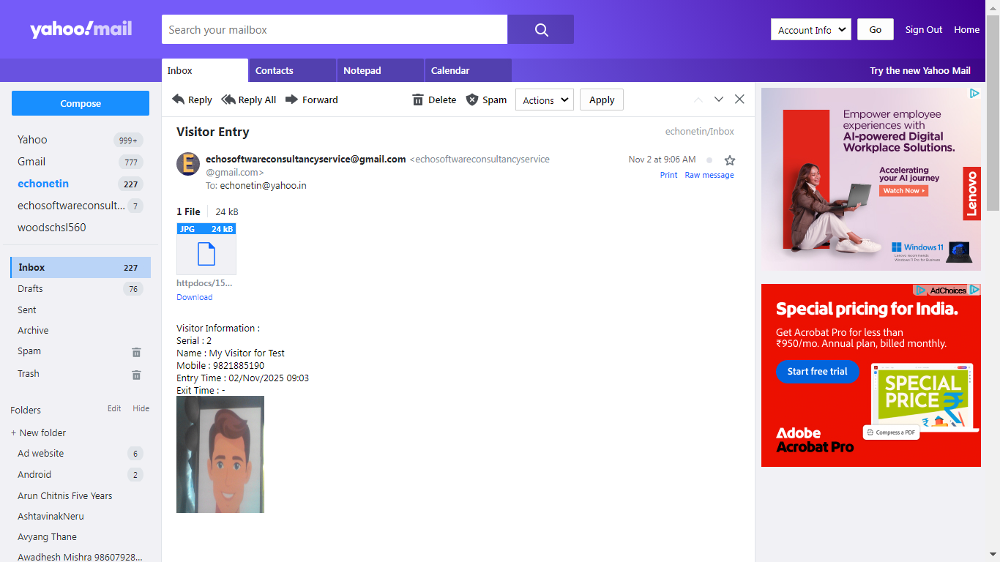 yahoo!mail
Search your mailbox
Account Info
Go
Sign Out
Home
Inbox
Contacts
Notepad
Calendar
Try the new Yahoo Mail
Compose
Yahoo 999+
Gmail 777
echonetin 227
echosoftwareconsult... 7
woodschsl560
Inbox 227
Drafts 76
Sent
Archive
Spam
Trash
Folders Edit Hide
+ New folder
Ad website 6
Android 2
Arun Chitnis Five Years
AshtavinakNeru
Avyang Thane
Awadhesh Mishra 98607928...
Reply
Reply All
Forward
Delete
Spam
Actions
Apply
Visitor Entry
echonetin/Inbox
E
echosoftwareconsultancyservice@gmail.com <echosoftwareconsultancyservice
@gmail.com>
To: echonetin@yahoo.in
Nov 2 at 9:06 AM
Print Raw message
1 File 24 kB
JPG 24 kB
httpdocs/15...
Download
Visitor Information :
Serial : 2
Name : My Visitor for Test
Mobile : 9821885190
Entry Time : 02/Nov/2025 09:03
Exit Time : -
Empower employee
experiences with
AI-powered Digital
Workplace Solutions.
Accelerating
your AI journey
Watch Now
Lenovo
Windows 11
Lenovo recommends
Windows 11 Pro for Business
AdChoices
Special pricing for India.
Get Acrobat Pro for less than
₹950/mo. Annual plan, billed monthly.
Start free trial
SPECIAL
PRICE
₹
Compress a PDF
Adobe
Acrobat Pro